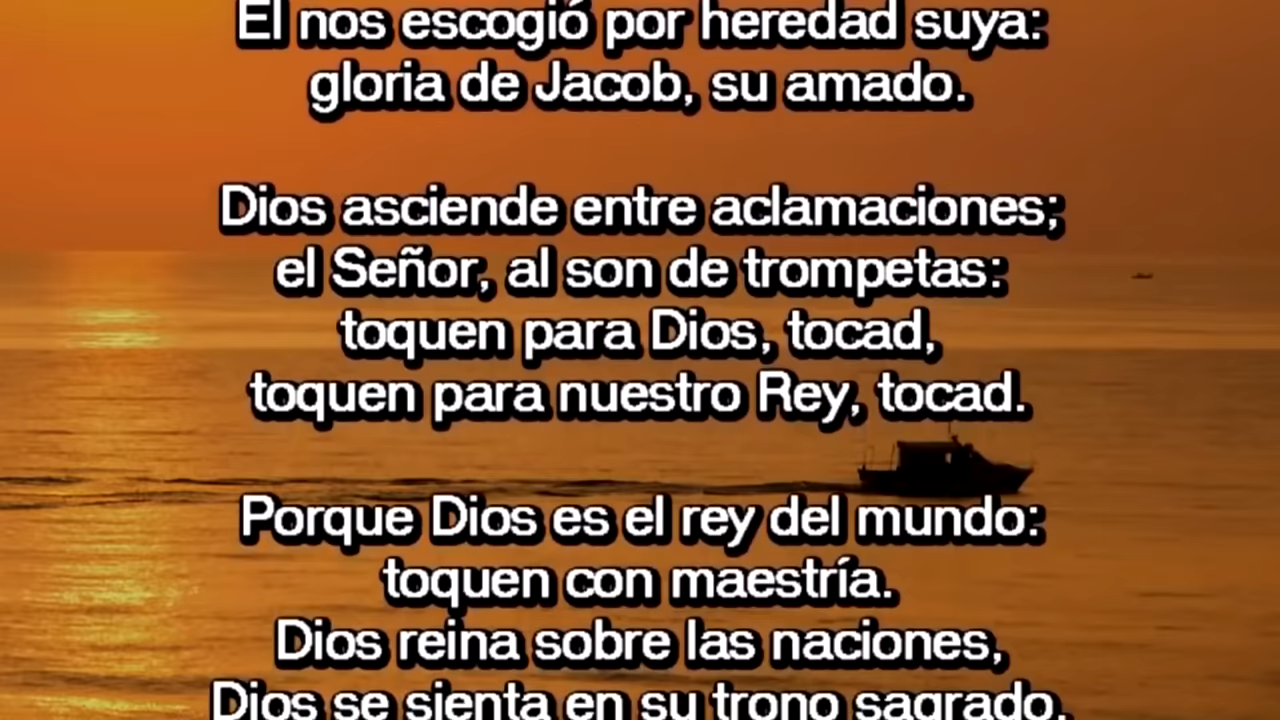 Él nos escogió por heredad suya:
gloria de Jacob, su amado.
Dios asciende entre aclamaciones;
el Señor, al son de trompetas:
toquen para Dios, tocad,
toquen para nuestro Rey, tocad.
Porque Dios es el rey del mundo:
toquen con maestría.
Dios reina sobre las naciones,
Dios se sienta en su trono sagrado.